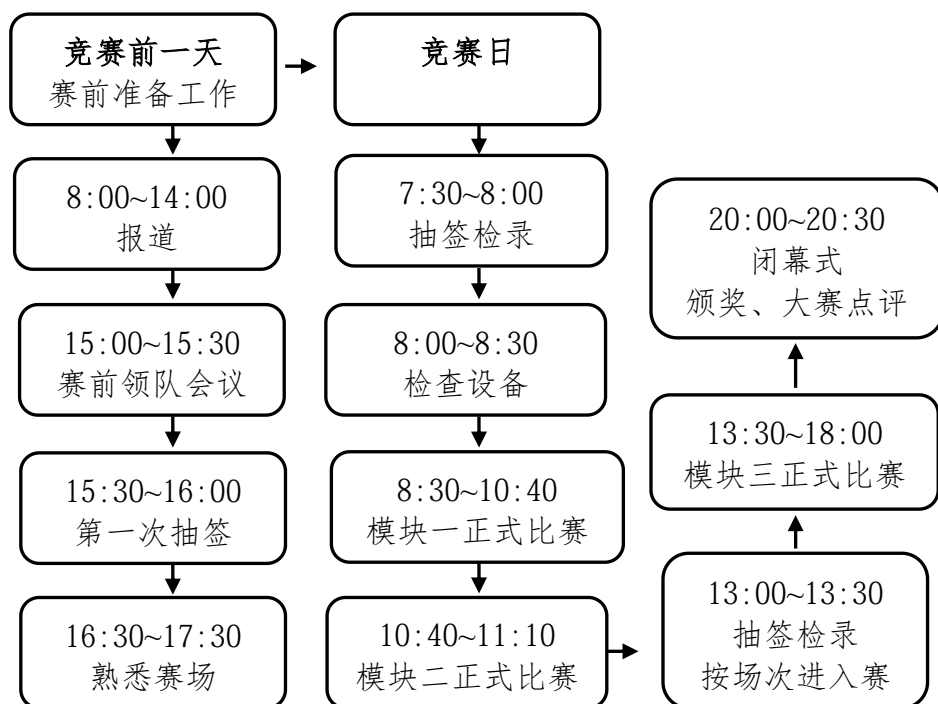 竞赛前一天
赛前准备工作
8:00~14:00
报道
15:00~15:30
赛前领队会议
15:30~16:00
第一次抽签
16:30~17:30
熟悉赛场
竞赛日
7:30~8:00
抽签检录
8:00~8:30
检查设备
8:30~10:40
模块一正式比赛
10:40~11:10
模块二正式比赛
13:00~13:30
抽签检录
按场次进入赛
13:30~18:00
模块三正式比赛
20:00~20:30
闭幕式
颁奖、大赛点评